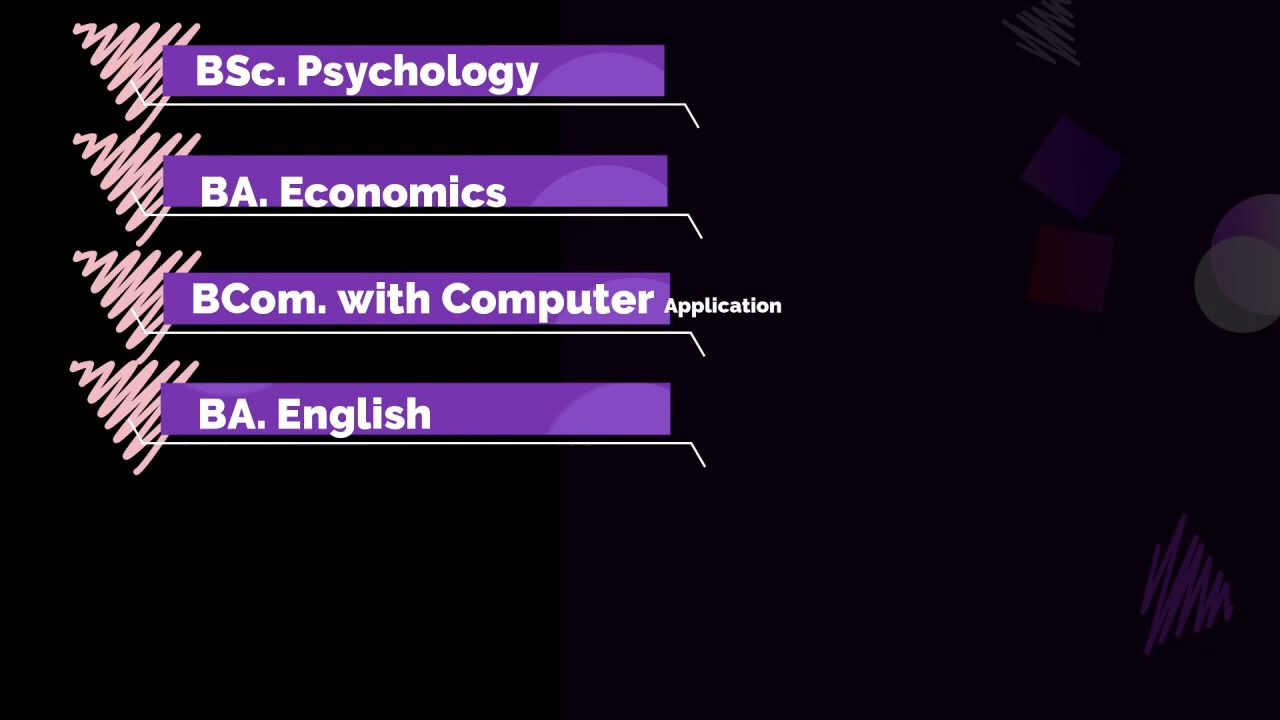 BSc. Psychology
BA. Economics
BCom. with Computer Application
BA. English